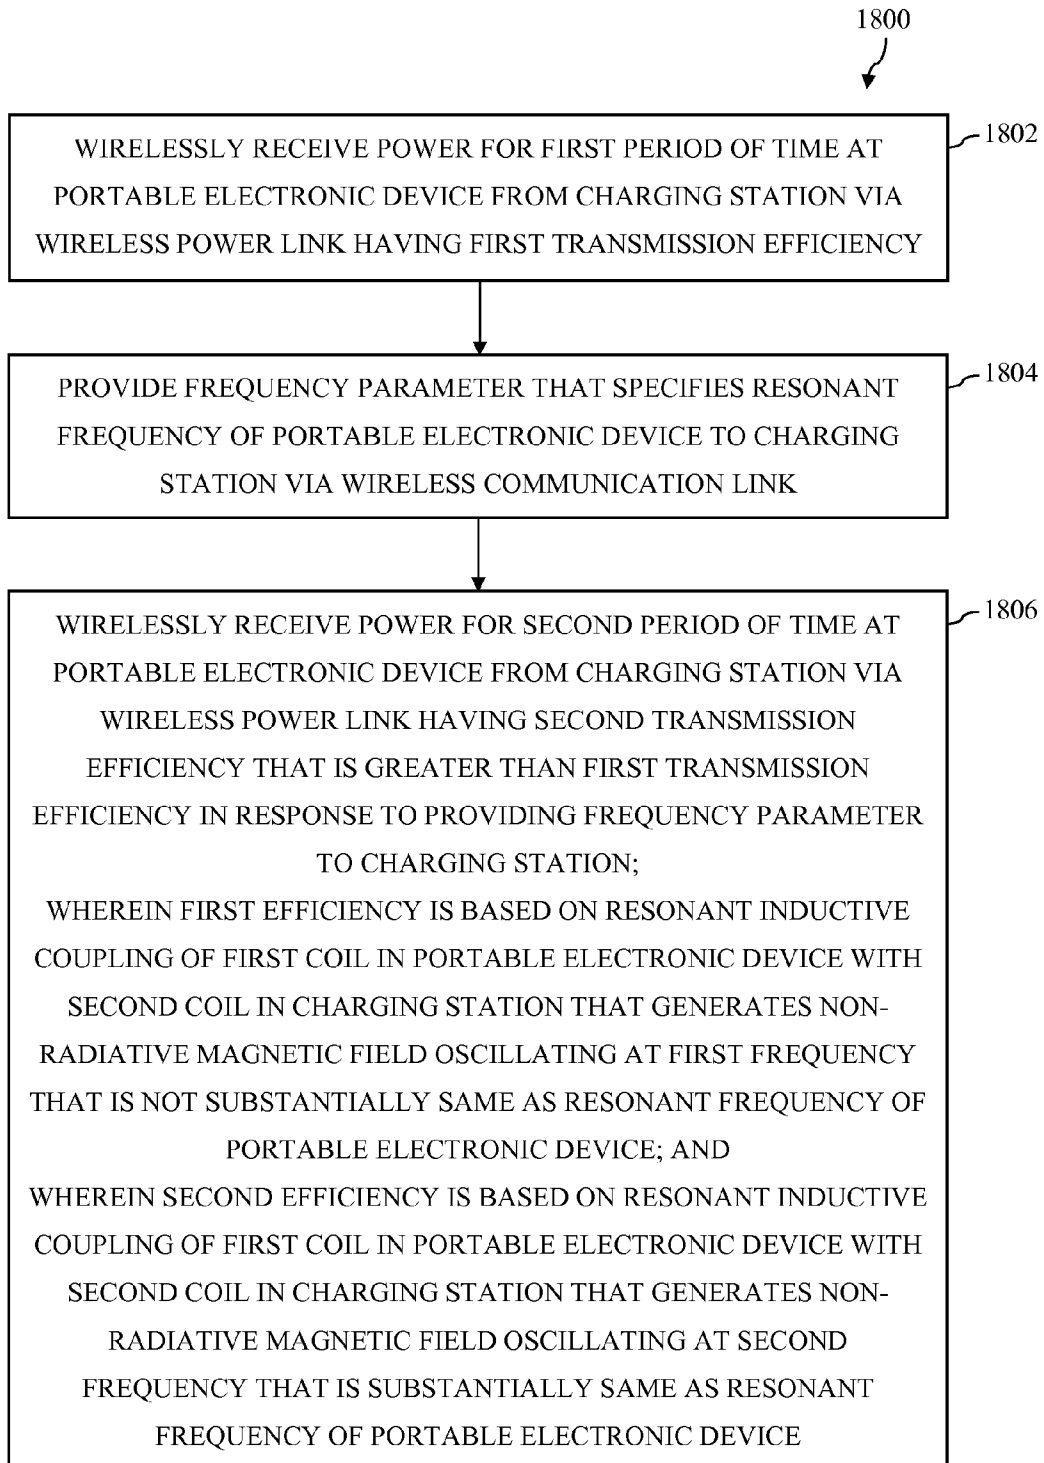 1800
WIRELESSLY RECEIVE POWER FOR FIRST PERIOD OF TIME AT
PORTABLE ELECTRONIC DEVICE FROM CHARGING STATION VIA
WIRELESS POWER LINK HAVING FIRST TRANSMISSION EFFICIENCY
1802
PROVIDE FREQUENCY PARAMETER THAT SPECIFIES RESONANT
FREQUENCY OF PORTABLE ELECTRONIC DEVICE TO CHARGING
STATION VIA WIRELESS COMMUNICATION LINK
1804
WIRELESSLY RECEIVE POWER FOR SECOND PERIOD OF TIME AT
PORTABLE ELECTRONIC DEVICE FROM CHARGING STATION VIA
WIRELESS POWER LINK HAVING SECOND TRANSMISSION
EFFICIENCY THAT IS GREATER THAN FIRST TRANSMISSION
EFFICIENCY IN RESPONSE TO PROVIDING FREQUENCY PARAMETER
TO CHARGING STATION;
WHEREIN FIRST EFFICIENCY IS BASED ON RESONANT INDUCTIVE
COUPLING OF FIRST COIL IN PORTABLE ELECTRONIC DEVICE WITH
SECOND COIL IN CHARGING STATION THAT GENERATES NON-
RADIATIVE MAGNETIC FIELD OSCILLATING AT FIRST FREQUENCY
THAT IS NOT SUBSTANTIALLY SAME AS RESONANT FREQUENCY OF
PORTABLE ELECTRONIC DEVICE; AND
WHEREIN SECOND EFFICIENCY IS BASED ON RESONANT INDUCTIVE
COUPLING OF FIRST COIL IN PORTABLE ELECTRONIC DEVICE WITH
SECOND COIL IN CHARGING STATION THAT GENERATES NON-
RADIATIVE MAGNETIC FIELD OSCILLATING AT SECOND
FREQUENCY THAT IS SUBSTANTIALLY SAME AS RESONANT
FREQUENCY OF PORTABLE ELECTRONIC DEVICE
1806